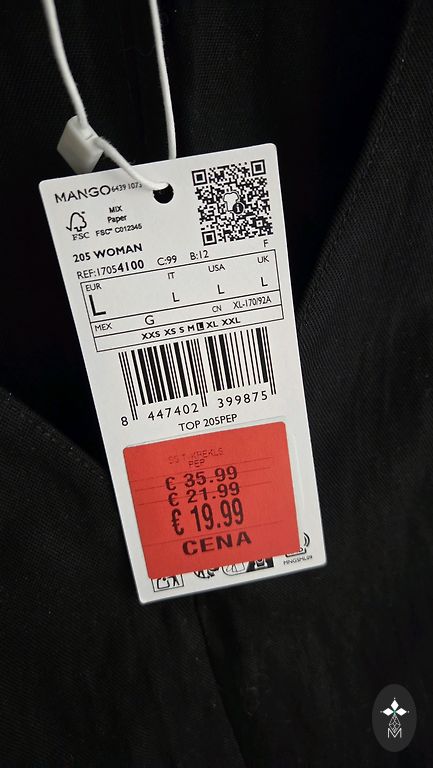 MANGO 6439 1073
MIX
Paper
FSC FSC® C012345
205 WOMAN
REF:17054100 C:99 B:12 F
EUR IT USA UK
L L L L
MEX G CN XL-170/92A
XXS XS S M L XL XXL
8 447402 399875
TOP 205PEP
PEP
€ 35.99
€ 21.99
€ 19.99
CENA
M